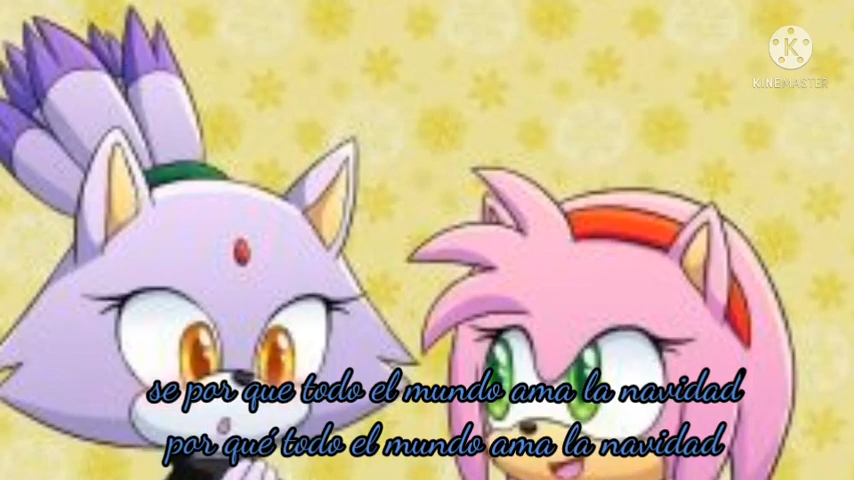 KINEMASTER
se por que todo el mundo ama la navidad
por qué todo el mundo ama la navidad